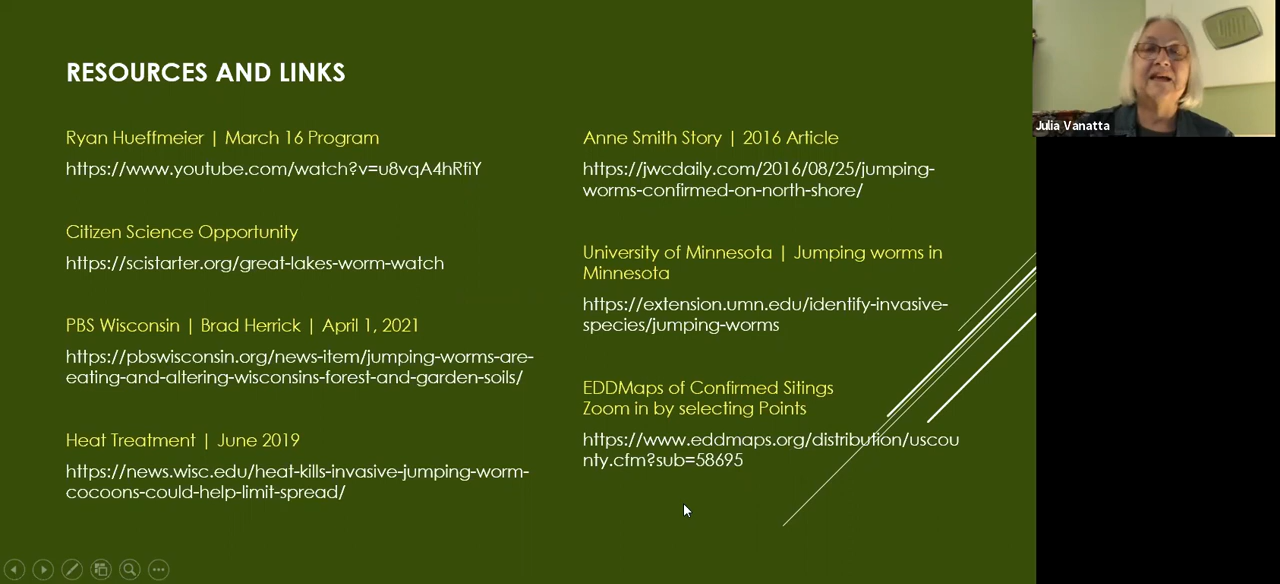 RESOURCES AND LINKS
Ryan Hueffmeier | March 16 Program
https://www.youtube.com/watch?v=u8vqA4hRfiY
Citizen Science Opportunity
https://scistarter.org/great-lakes-worm-watch
PBS Wisconsin | Brad Herrick | April 1, 2021
https://pbswisconsin.org/news-item/jumping-worms-are-
eating-and-altering-wisconsins-forest-and-garden-soils/
Heat Treatment | June 2019
https://news.wisc.edu/heat-kills-invasive-jumping-worm-
cocoons-could-help-limit-spread/
Anne Smith Story | 2016 Article
https://jwcdaily.com/2016/08/25/jumping-
worms-confirmed-on-north-shore/
University of Minnesota | Jumping worms in
Minnesota
https://extension.umn.edu/identify-invasive-
species/jumping-worms
EDDMaps of Confirmed Sitings
Zoom in by selecting Points
https://www.eddmaps.org/distribution/uscou
nty.cfm?sub=58695
Julia Vanatta